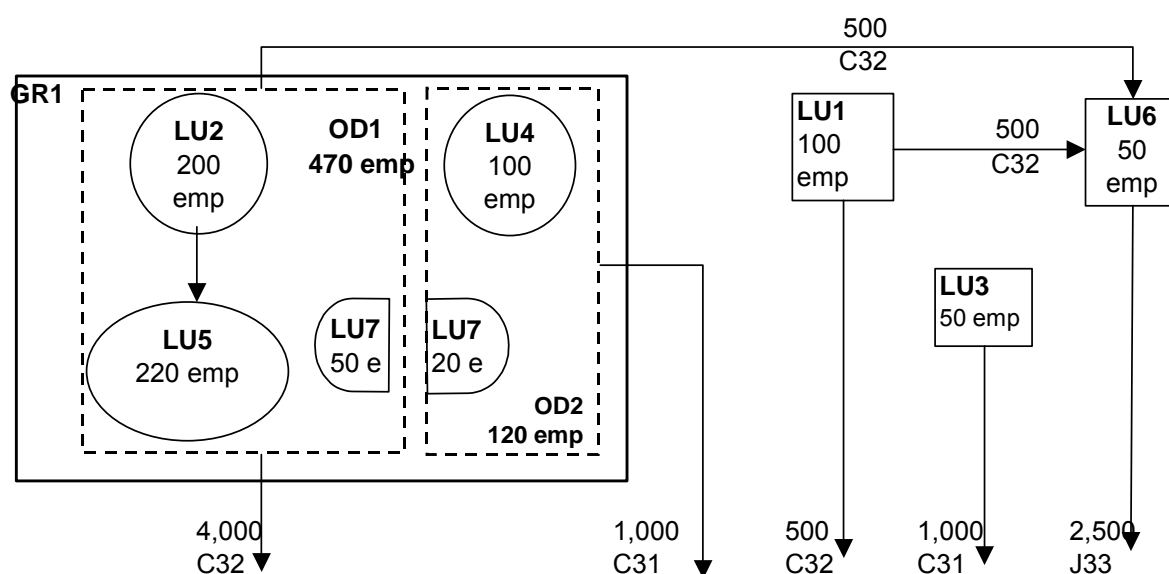 500
C32
GR1
LU2
200
emp
OD1
470 emp
LU4
100
emp
LU1
100
emp
500
C32
LU6
50
emp
LU5
220 emp
LU7
50 e
LU7
20 e
LU3
50 emp
OD2
120 emp
4,000
C32
1,000
C31
500
C32
1,000
C31
2,500
J33